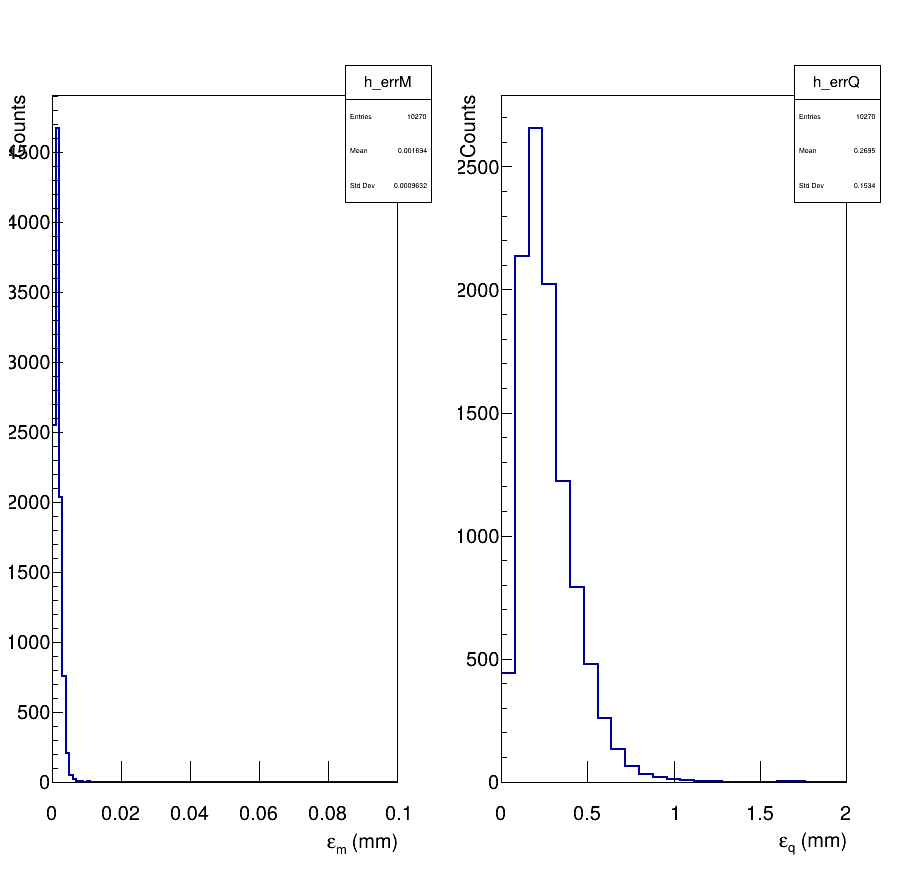 h_errM
Entries 10270
Mean 0.001694
Std Dev 0.0009632
Counts
4500
4000
3500
3000
2500
2000
1500
1000
500
0
0 0.02 0.04 0.06 0.08 0.1
εm (mm)
h_errQ
Entries 10270
Mean 0.2695
Std Dev 0.1534
Counts
2500
2000
1500
1000
500
0
0 0.5 1 1.5 2
εq (mm)